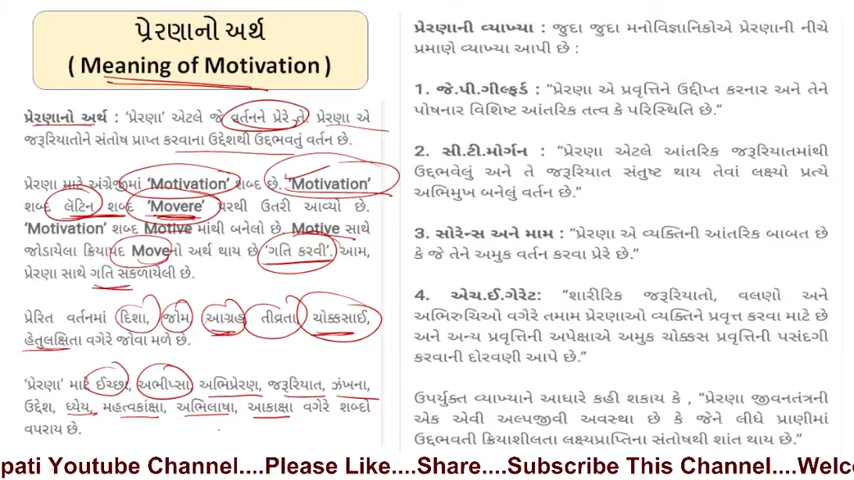 પ્રેરણાનો અર્થ
( Meaning of Motivation )
પ્રેરણાનો અર્થ : ‘પ્રેરણા’ એટલે જે વર્તનને પ્રેરે તે. પ્રેરણા એ
જરૂરિયાતોને સંતોષ પ્રાપ્ત કરવાના ઉદ્દેશથી ઉદ્દભવતું વર્તન છે.
પ્રેરણા માટે અંગ્રેજીમાં ‘Motivation’ શબ્દ છે. ‘Motivation’
શબ્દ લૅટિન શબ્દ ‘Movere’ પરથી ઉતરી આવ્યો છે.
‘Motivation’ શબ્દ Motive માંથી બનેલો છે. Motive સાથે
જોડાયેલા ક્રિયાપદ Moveનો અર્થ થાય છે ‘ગતિ કરવી’. આમ,
પ્રેરણા સાથે ગતિ સંકળાયેલી છે.
પ્રેરિત વર્તનમાં દિશા, જોમ, આગ્રહ, તીવ્રતા, ચોક્કસાઈ,
હેતુલક્ષિતા વગેરે જોવા મળે છે.
‘પ્રેરણા’ માટે ઈચ્છા, અભીપ્સા, અભિપ્રેરણ, જરૂરિયાત, ઝંખના,
ઉદ્દેશ, ધ્યેય, મહત્વકાંક્ષા, અભિલાષા, આકાક્ષા વગેરે શબ્દો
વપરાય છે.
પ્રેરણાની વ્યાખ્યા : જુદા જુદા મનોવિજ્ઞાનિકોએ પ્રેરણાની નીચે
પ્રમાણે વ્યાખ્યા આપી છે :
1. જે.પી.ગીલ્ફર્ડ : “પ્રેરણા એ પ્રવૃત્તિને ઉદ્દીપ્ત કરનાર અને તેને
પોષનાર વિશિષ્ટ આંતરિક તત્વ કે પરિસ્થિતિ છે.”
2. સી.ટી.મોર્ગન : “પ્રેરણા એટલે આંતરિક જરૂરિયાતમાંથી
ઉદ્દભવેલું અને તે જરૂરિયાત સંતુષ્ટ થાય તેવાં લક્ષ્યો પ્રત્યે
અભિમુખ બનેલું વર્તન છે.”
3. સોરેન્સ અને મામ : “પ્રેરણા એ વ્યક્તિની આંતરિક બાબત છે
કે જે તેને અમુક વર્તન કરવા પ્રેરે છે.”
4. એચ.ઈ.ગેરેટ: “શારીરિક જરૂરિયાતો, વલણો અને
અભિરુચિઓ વગેરે તમામ પ્રેરણાઓ વ્યક્તિને પ્રવૃત્ત કરવા માટે છે
અને અન્ય પ્રવૃત્તિની અપેક્ષાએ અમુક ચોક્કસ પ્રવૃત્તિની પસંદગી
કરવાની દોરવણી આપે છે.”
ઉપર્યુક્ત વ્યાખ્યાને આધારે કહી શકાય કે , “પ્રેરણા જીવનતંત્રની
એક એવી અલ્પજીવી અવસ્થા છે કે જેને લીધે પ્રાણીમાં
ઉદ્દભવતી ક્રિયાશીલતા લક્ષ્યપ્રાપ્તિના સંતોષથી શાંત થાય છે.”
pati Youtube Channel....Please Like....Share....Subscribe This Channel....Welco